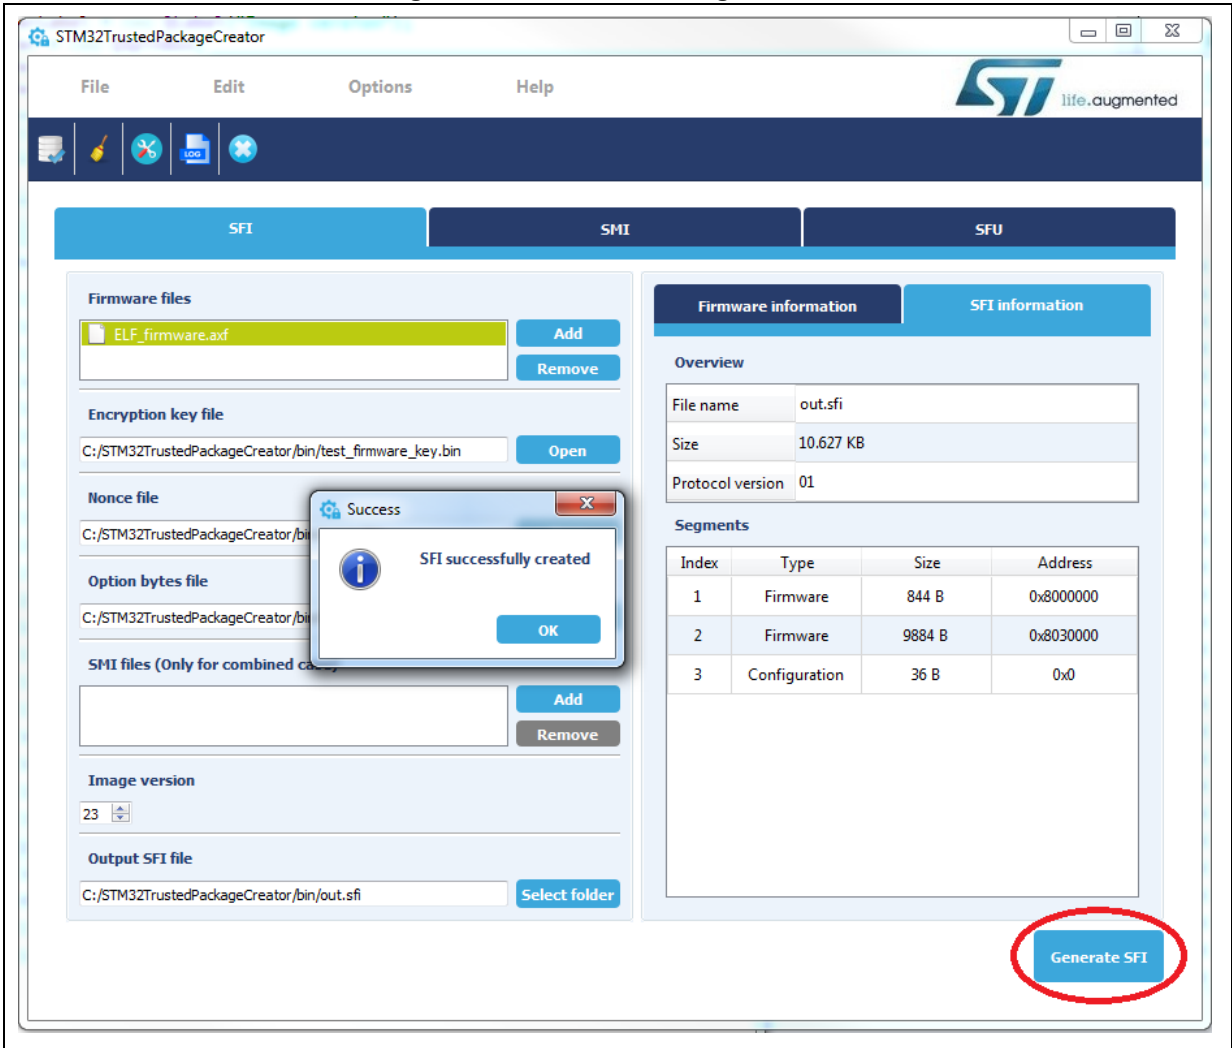 STM32TrustedPackageCreator
File Edit Options Help
ST life.augmented
LOG
SFI SMI SFU
Firmware files
ELF_firmware.axf
Add
Remove
Encryption key file
C:/STM32TrustedPackageCreator/bin/test_firmware_key.bin Open
Nonce file
C:/STM32TrustedPackageCreator/bi
Option bytes file
C:/STM32TrustedPackageCreator/bi
SMI files (Only for combined
Add
Remove
Image version
23
Output SFI file
C:/STM32TrustedPackageCreator/bin/out.sfi Select folder
Success
SFI successfully created
OK
Firmware information SFI information
Overview
File name out.sfi
Size 10.627 KB
Protocol version 01
Segments
Index Type Size Address
1 Firmware 844 B 0x8000000
2 Firmware 9884 B 0x8030000
3 Configuration 36 B 0x0
Generate SFI